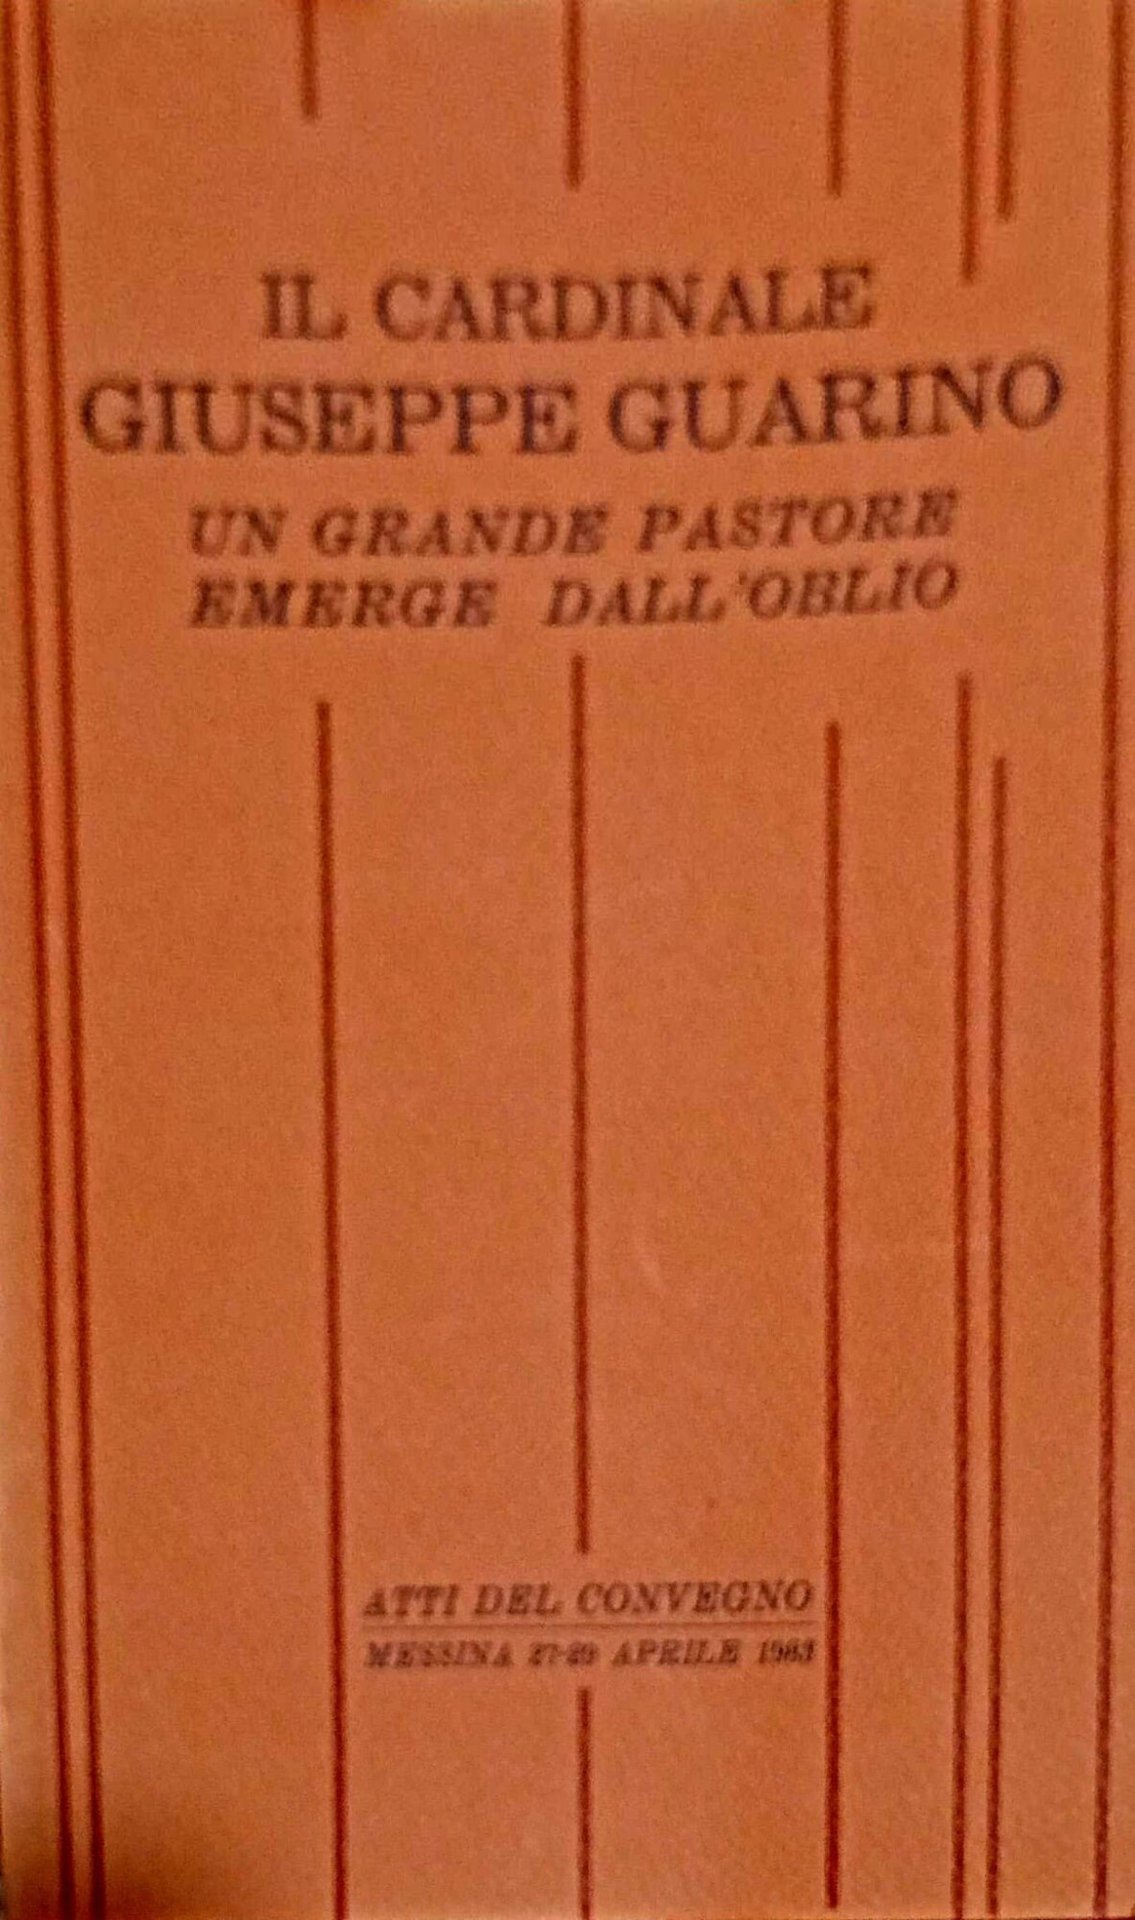 IL CARDINALE
GIUSEPPE GUARINO
UN GRANDE PASTORE
EMERGE DALL'OBLIO
ATTI DEL CONVEGNO
MESSINA 27-29 APRILE